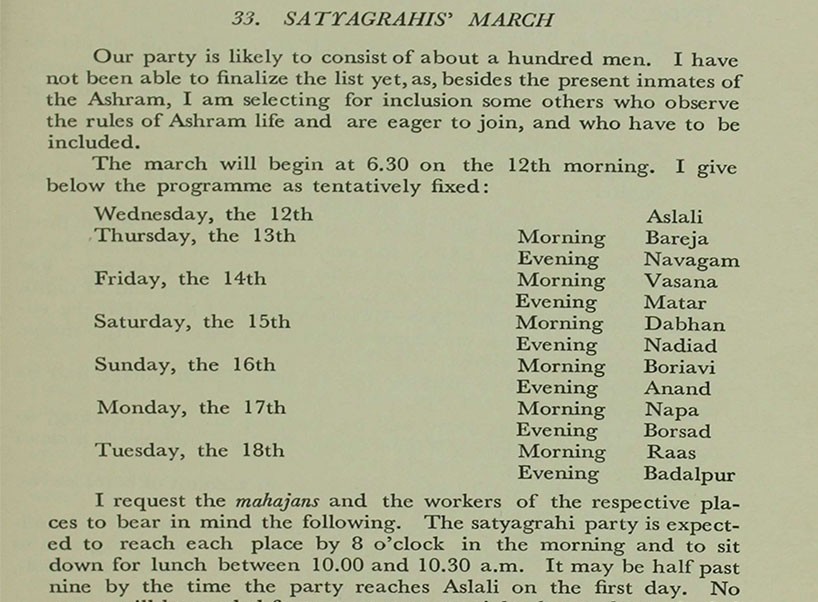 33. SATYAGRAHIS' MARCH
Our party is likely to consist of about a hundred men. I have
not been able to finalize the list yet, as, besides the present inmates of
the Ashram, I am selecting for inclusion some others who observe
the rules of Ashram life and are eager to join, and who have to be
included.
The march will begin at 6.30 on the 12th morning. I give
below the programme as tentatively fixed:
Wednesday, the 12th Aslali
Thursday, the 13th Morning Bareja
Evening Navagam
Friday, the 14th Morning Vasana
Evening Matar
Saturday, the 15th Morning Dabhan
Evening Nadiad
Sunday, the 16th Morning Boriavi
Evening Anand
Monday, the 17th Morning Napa
Evening Borsad
Tuesday, the 18th Morning Raas
Evening Badalpur
I request the mahajans and the workers of the respective pla-
ces to bear in mind the following. The satyagrahi party is expect-
ed to reach each place by 8 o'clock in the morning and to sit
down for lunch between 10.00 and 10.30 a.m. It may be half past
nine by the time the party reaches Aslali on the first day. No